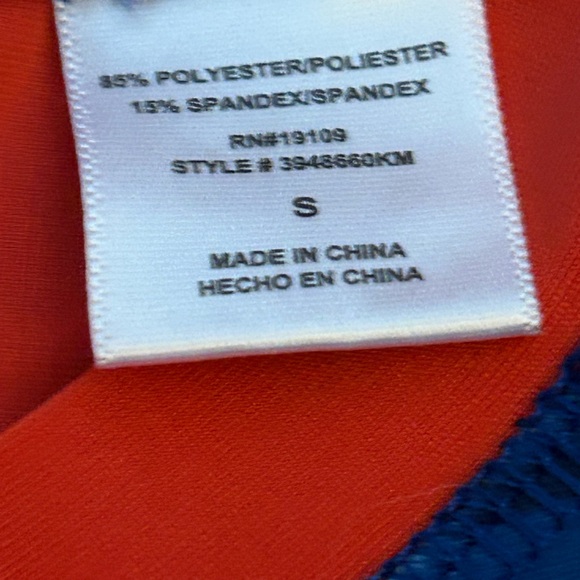 85% POLYESTER/POLIESTER
15% SPANDEX/SPANDEX
RN#19109
STYLE # 3948660KM
S
MADE IN CHINA
HECHO EN CHINA